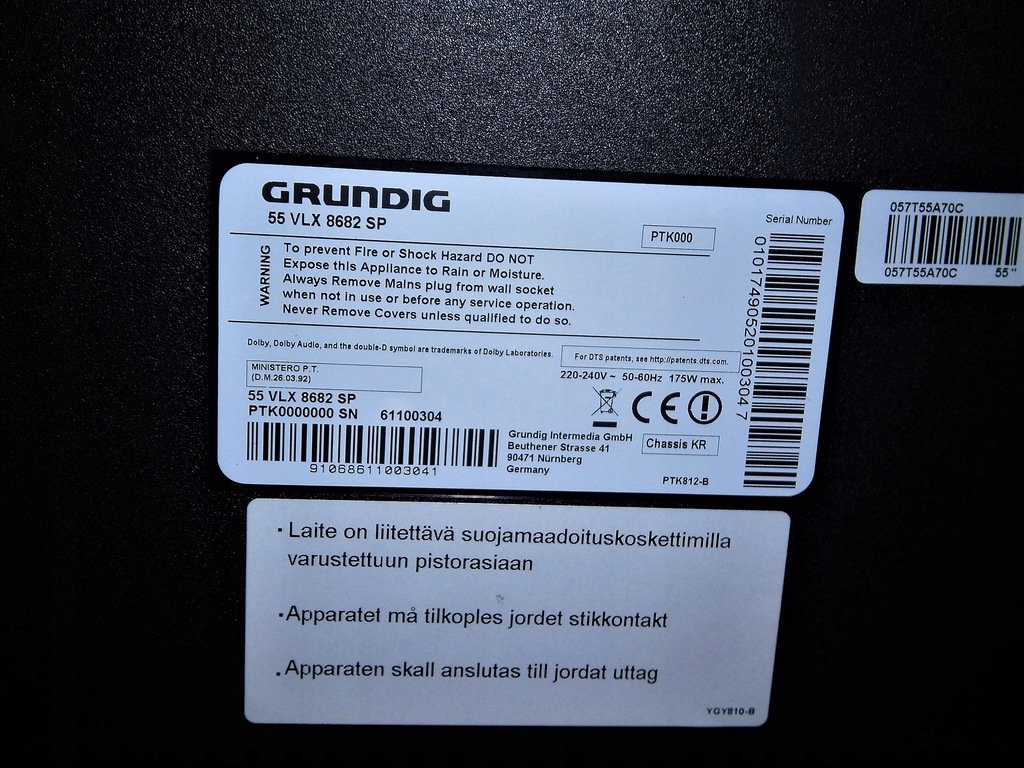 GRUNDIG
55 VLX 8682 SP
PTK000
Serial Number
WARNING
To prevent Fire or Shock Hazard DO NOT
Expose this Appliance to Rain or Moisture.
Always Remove Mains plug from wall socket
when not in use or before any service operation.
Never Remove Covers unless qualified to do so.
Dolby, Dolby Audio, and the double-D symbol are trademarks of Dolby Laboratories.
For DTS patents, see http://patents.dts.com.
MINISTERO P.T.
(D.M.26.03.92)
220-240V ~ 50-60Hz 175W max.
55 VLX 8682 SP
PTK0000000 SN 61100304
CE
9106861100304​1
Grundig Intermedia GmbH
Beuthener Strasse 41
90471 Nürnberg
Germany
Chassis KR
PTK812-B
01017490520100304 7
057T55A70C
057T55A70C 55"
· Laite on liitettävä suojamaadoituskoskettimilla
varustettuun pistorasiaan
· Apparatet må tilkoples jordet stikkontakt
. Apparaten skall anslutas till jordat uttag
YGY810-B